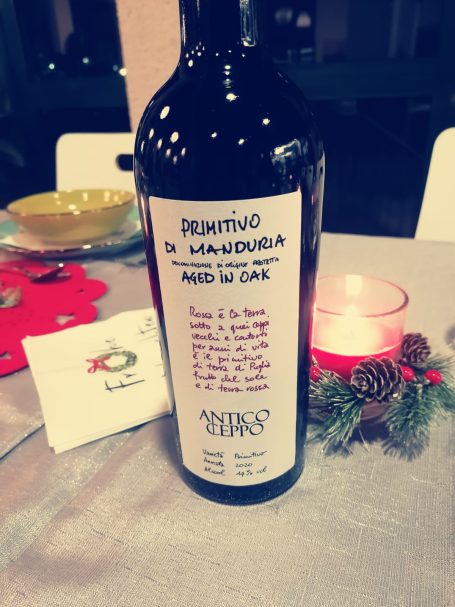 PRIMITIVO
DI MANDURIA
DENOMINAZIONE DI ORIGINE PROTETTA
AGED IN OAK
Rossa è la terra
sotto a quei ceppi
vecchi e contorti
per anni di vita
È il primitivo
di terra di Puglia
frutto del sole
e di terra rossa
ANTICO
CEPPO
Varietà Primitivo
Annata 2020
Alcool 14% vol